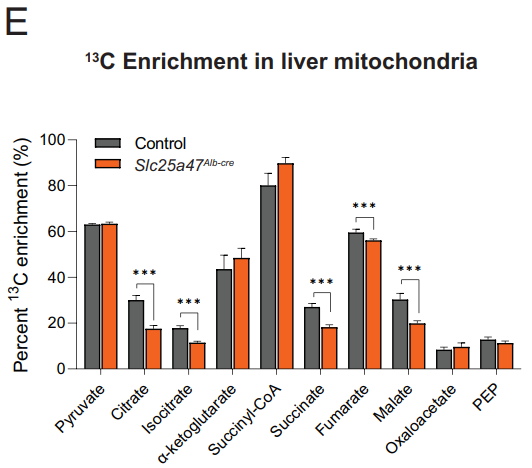 E
¹³C Enrichment in liver mitochondria
Percent ¹³C enrichment (%)
100
80
60
40
20
0
Control
Slc25a47ᴬˡᵇ⁻ᶜʳᵉ
***
***
***
***
***
Pyruvate
Citrate
Isocitrate
α-ketoglutarate
Succinyl-CoA
Succinate
Fumarate
Malate
Oxaloacetate
PEP